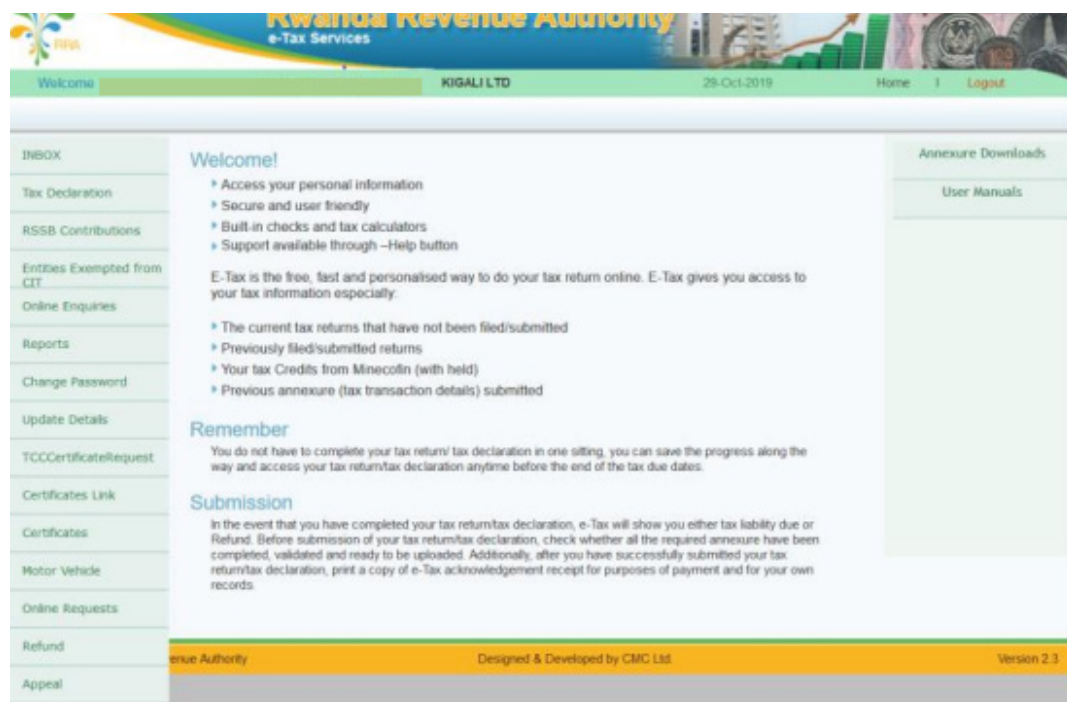 Rwanda Revenue Authority
e-Tax Services
RRA
Welcome KIGALI LTD 29-Oct-2019 Home | Logout
INBOX
Tax Declaration
RSSB Contributions
Entities Exempted from
CIT
Online Enquiries
Reports
Change Password
Update Details
TCCCertificateRequest
Certificates Link
Certificates
Motor Vehicle
Online Requests
Refund
Appeal
Welcome!
Access your personal information
Secure and user friendly
Built-in checks and tax calculators
Support available through –Help button
E-Tax is the free, fast and personalised way to do your tax return online. E-Tax gives you access to
your tax information especially:
The current tax returns that have not been filed/submitted
Previously filed/submitted returns
Your tax Credits from Minecofin (with held)
Previous annexure (tax transaction details) submitted
Remember
You do not have to complete your tax return/ tax declaration in one sitting, you can save the progress along the
way and access your tax return/tax declaration anytime before the end of the tax due dates.
Submission
In the event that you have completed your tax return/tax declaration, e-Tax will show you either tax liability due or
Refund. Before submission of your tax return/tax declaration, check whether all the required annexure have been
completed, validated and ready to be uploaded. Additionally, after you have successfully submitted your tax
return/tax declaration, print a copy of e-Tax acknowledgement receipt for purposes of payment and for your own
records.
Annexure Downloads
User Manuals
enue Authority Designed & Developed by CMC Ltd. Version 2.3